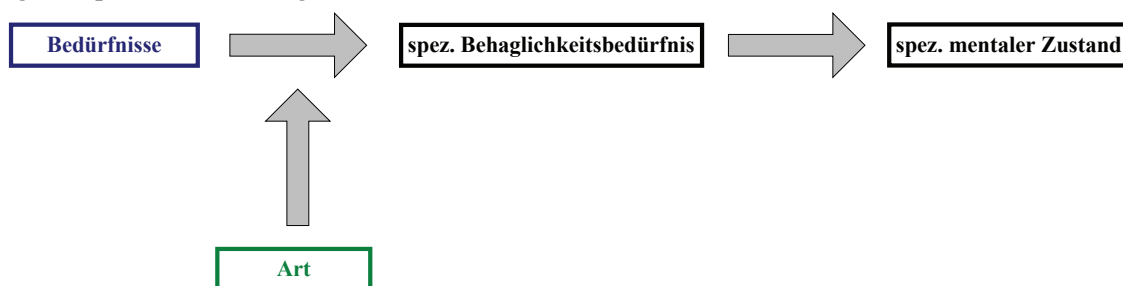 Bedürfnisse
spez. Behaglichkeitsbedürfnis
spez. mentaler Zustand
Art